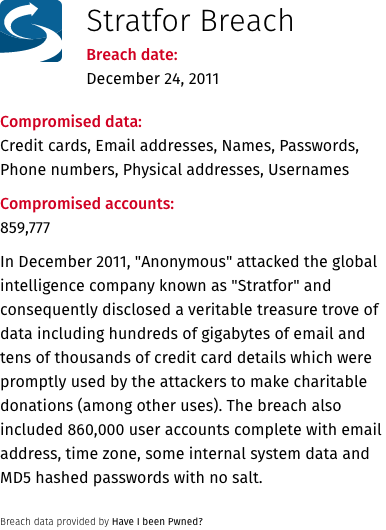 Stratfor Breach
Breach date:
December 24, 2011
Compromised data:
Credit cards, Email addresses, Names, Passwords,
Phone numbers, Physical addresses, Usernames
Compromised accounts:
859,777
In December 2011, "Anonymous" attacked the global
intelligence company known as "Stratfor" and
consequently disclosed a veritable treasure trove of
data including hundreds of gigabytes of email and
tens of thousands of credit card details which were
promptly used by the attackers to make charitable
donations (among other uses). The breach also
included 860,000 user accounts complete with email
address, time zone, some internal system data and
MD5 hashed passwords with no salt.
Breach data provided by Have I been Pwned?